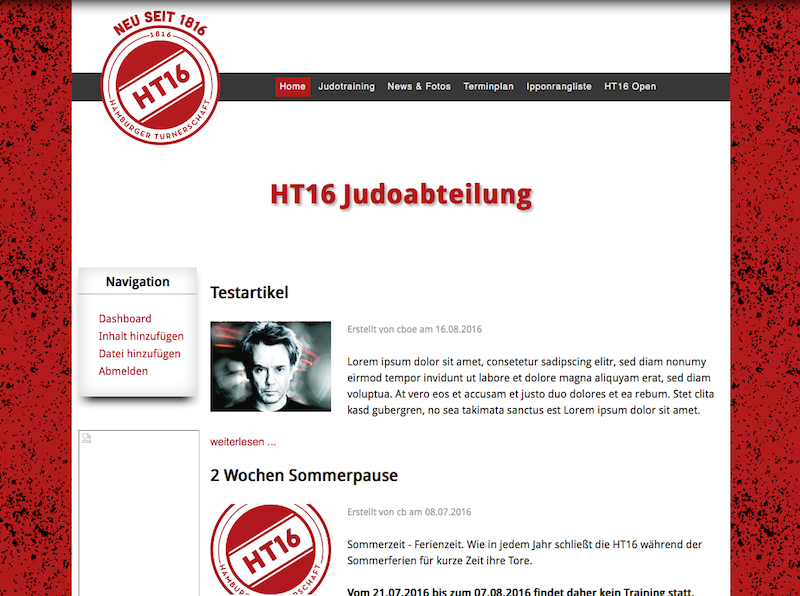 NEU SEIT 1816
1816
HT16
HAMBURGER TURNERSCHAFT
Home Judotraining News & Fotos Terminplan Ipponrangliste HT16 Open
HT16 Judoabteilung
Navigation
Dashboard
Inhalt hinzufügen
Datei hinzufügen
Abmelden
Testartikel
Erstellt von cboe am 16.08.2016
Lorem ipsum dolor sit amet, consetetur sadipscing elitr, sed diam nonumy
eirmod tempor invidunt ut labore et dolore magna aliquyam erat, sed diam
voluptua. At vero eos et accusam et justo duo dolores et ea rebum. Stet clita
kasd gubergren, no sea takimata sanctus est Lorem ipsum dolor sit amet.
weiterlesen ...
2 Wochen Sommerpause
HT16
HAMBURGER TURNERSCHAFT
Erstellt von cb am 08.07.2016
Sommerzeit - Ferienzeit. Wie in jedem Jahr schließt die HT16 während der
Sommerferien für kurze Zeit ihre Tore.
Vom 21.07.2016 bis zum 07.08.2016 findet daher kein Training statt.